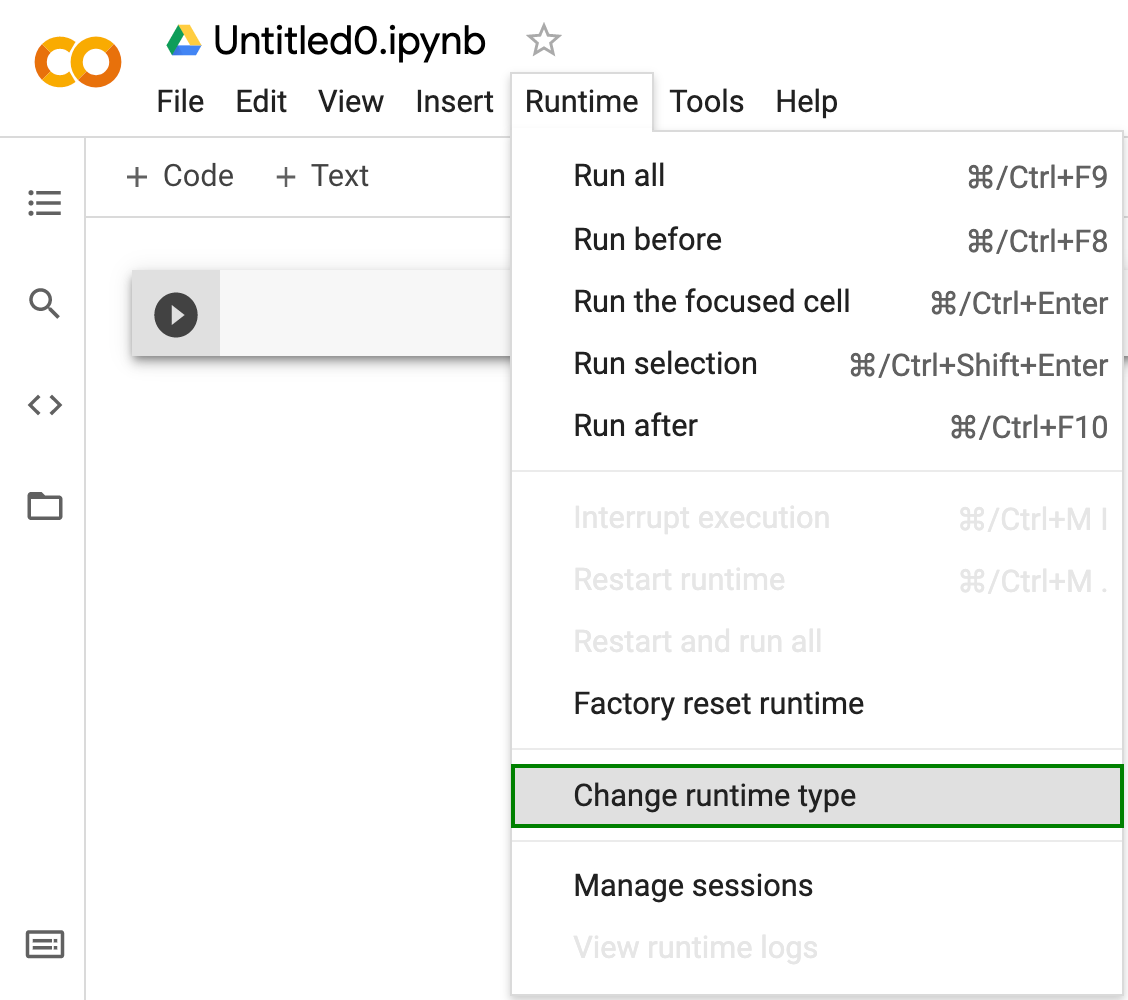 Untitled0.ipynb
File Edit View Insert Runtime Tools Help
+ Code + Text
Run all ⌘/Ctrl+F9
Run before ⌘/Ctrl+F8
Run the focused cell ⌘/Ctrl+Enter
Run selection ⌘/Ctrl+Shift+Enter
Run after ⌘/Ctrl+F10
Interrupt execution ⌘/Ctrl+M I
Restart runtime ⌘/Ctrl+M .
Restart and run all
Factory reset runtime
Change runtime type
Manage sessions
View runtime logs